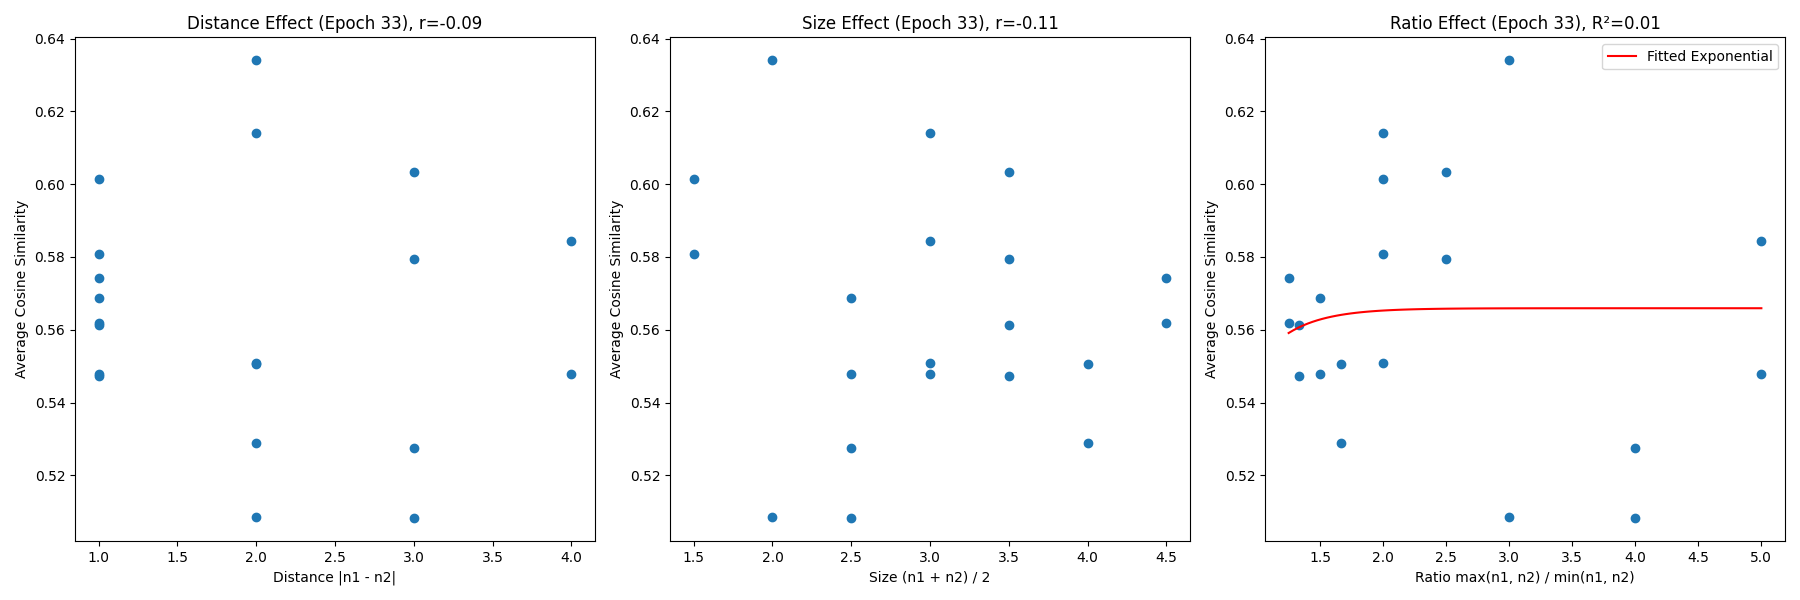 Distance Effect (Epoch 33), r=-0.09
0.64
0.62
0.60
0.58
0.56
0.54
0.52
Average Cosine Similarity
1.0 1.5 2.0 2.5 3.0 3.5 4.0
Distance |n1 - n2|
Size Effect (Epoch 33), r=-0.11
0.64
0.62
0.60
0.58
0.56
0.54
0.52
Average Cosine Similarity
1.5 2.0 2.5 3.0 3.5 4.0 4.5
Size (n1 + n2) / 2
Ratio Effect (Epoch 33), R²=0.01
Fitted Exponential
0.64
0.62
0.60
0.58
0.56
0.54
0.52
Average Cosine Similarity
1.5 2.0 2.5 3.0 3.5 4.0 4.5 5.0
Ratio max(n1, n2) / min(n1, n2)